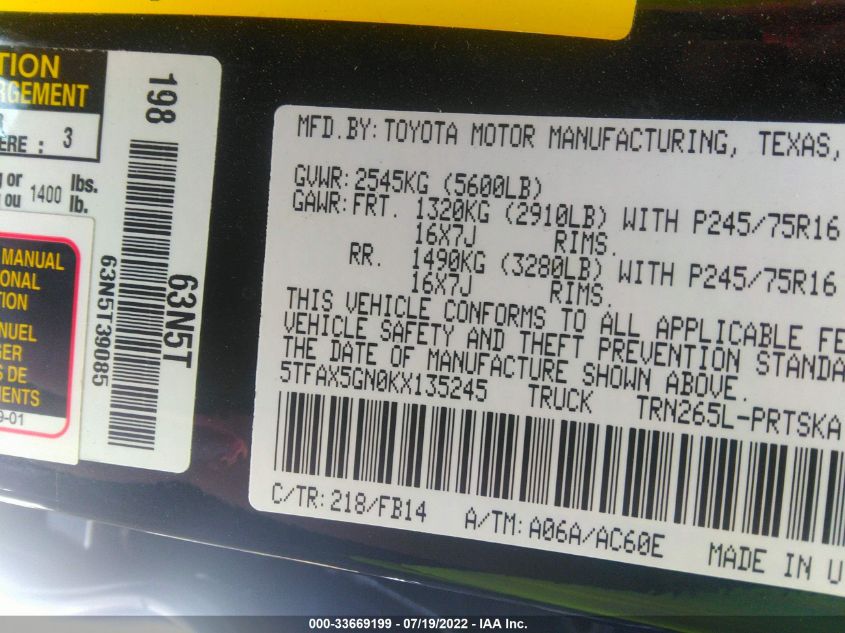 TION
RGEMENT
R
ERE : 3
g or 1400 lbs.
g ou lb.
MANUAL
IONAL
TION
ANUEL
GER
S DE
MENTS
9-01
198
63N5T
63N5T39085
MFD.BY: TOYOTA MOTOR MANUFACTURING, TEXAS,
GVWR: 2545KG (5600LB)
GAWR: FRT. 1320KG (2910LB) WITH P245/75R16
16X7J RIMS.
RR. 1490KG (3280LB) WITH P245/75R16
16X7J RIMS.
THIS VEHICLE CONFORMS TO ALL APPLICABLE FE
VEHICLE SAFETY AND THEFT PREVENTION STANDA
THE DATE OF MANUFACTURE SHOWN ABOVE.
5TFAX5GN0KX135245 TRUCK TRN265L-PRTSKA
C/TR: 218/FB14 A/TM: A06A/AC60E MADE IN U
000-33669199 - 07/19/2022 - IAA Inc.